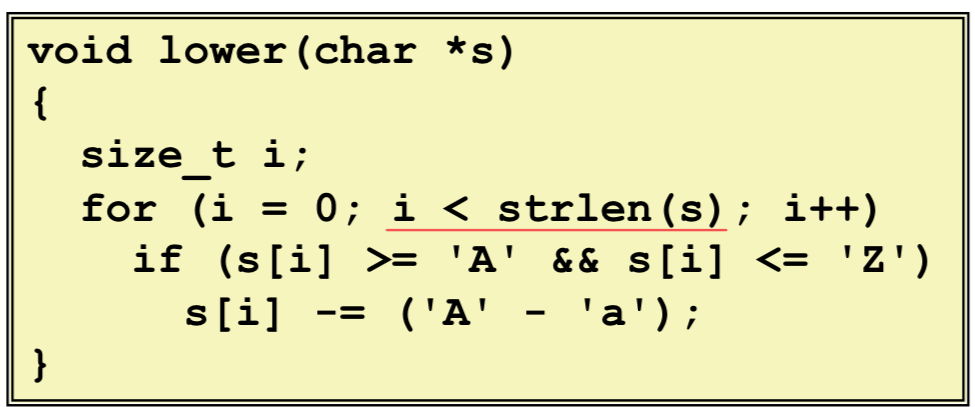 void lower(char *s)
{
  size_t i;
  for (i = 0; i < strlen(s); i++)
    if (s[i] >= 'A' && s[i] <= 'Z')
      s[i] -= ('A' - 'a');
}